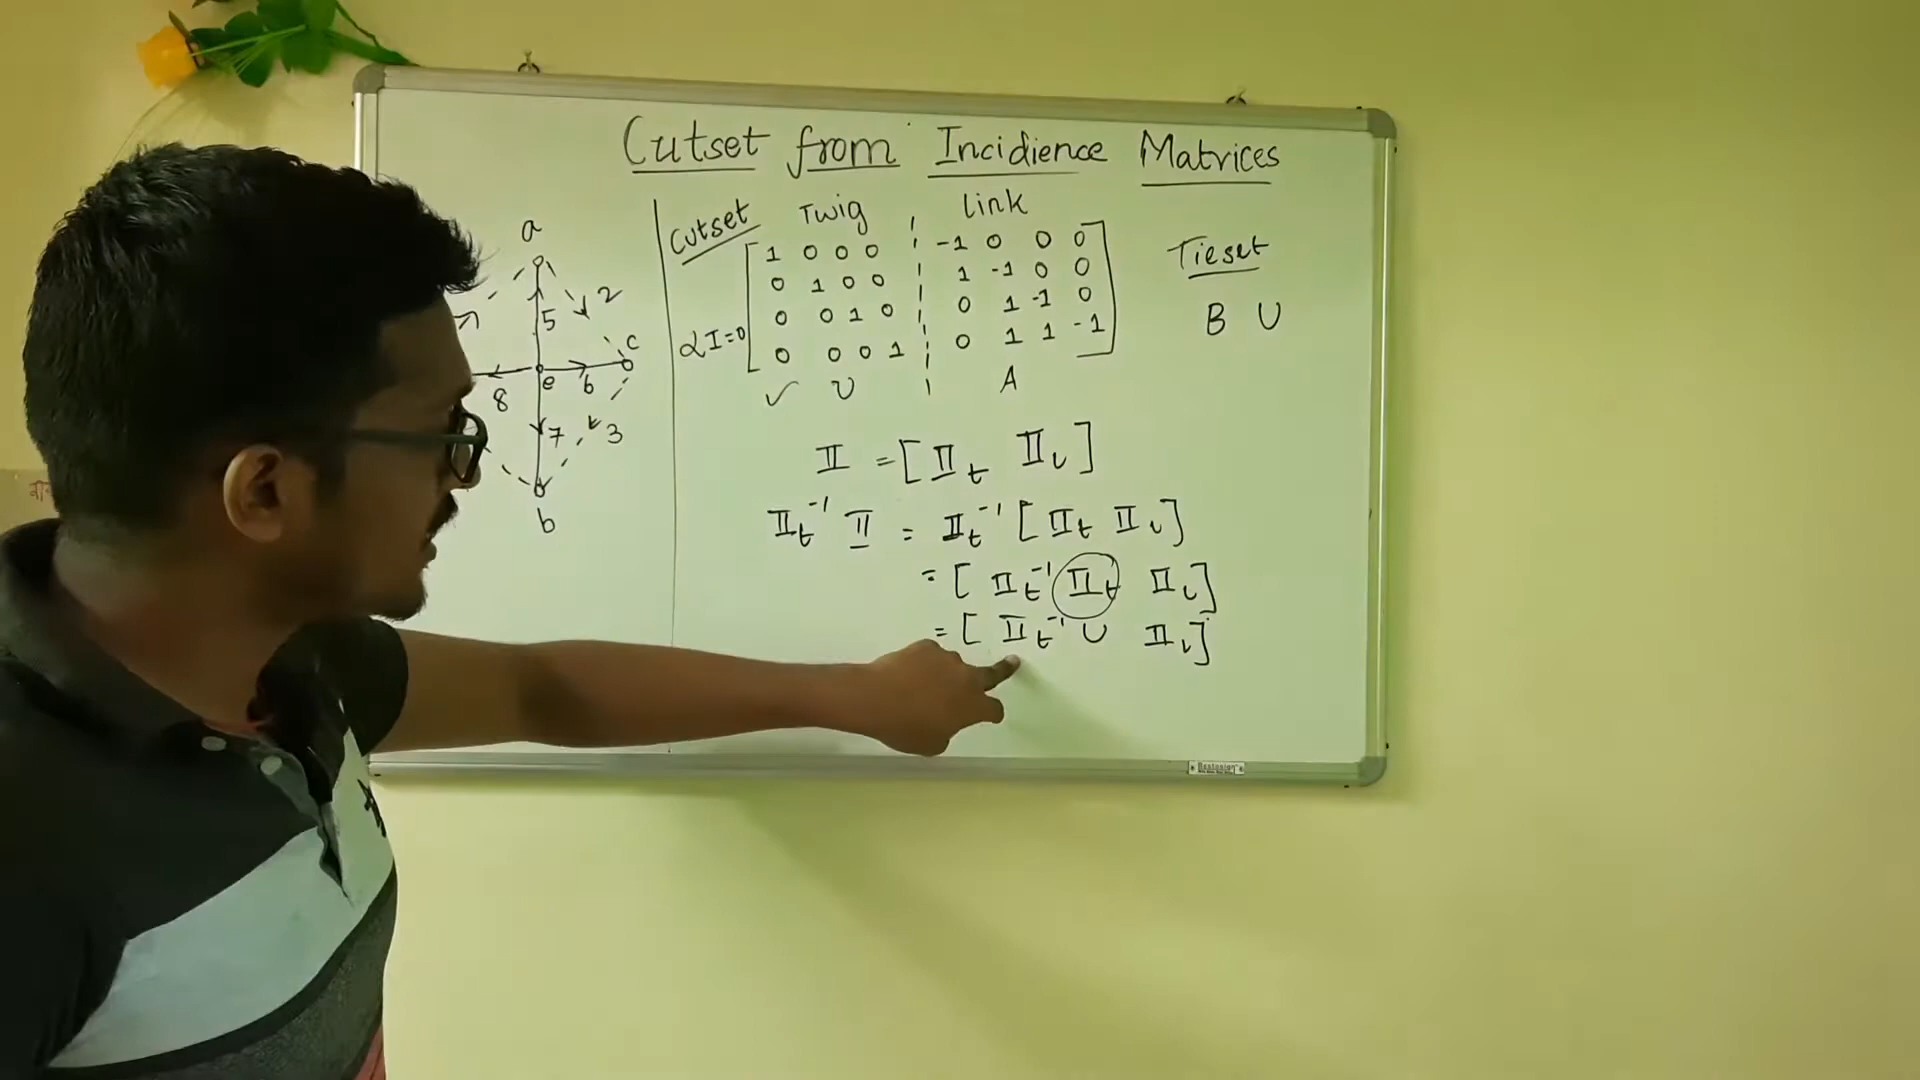 Cutset from Incidience Matrices
a
2
5
c
e
8
6
7
3
b
Cutset Twig Link
1 0 0 0 -1 0 0 0
0 1 0 0 1 -1 0 0
0 0 1 0 0 1 -1 0
0 0 0 1 0 1 1 -1
αI=0
✓ U A
Tieset
B U
II = [II_t II_l]
II_t^-1 II = II_t^-1 [II_t II_l]
= [II_t^-1 II_t II_l]
= [II_t^-1 U II_l]